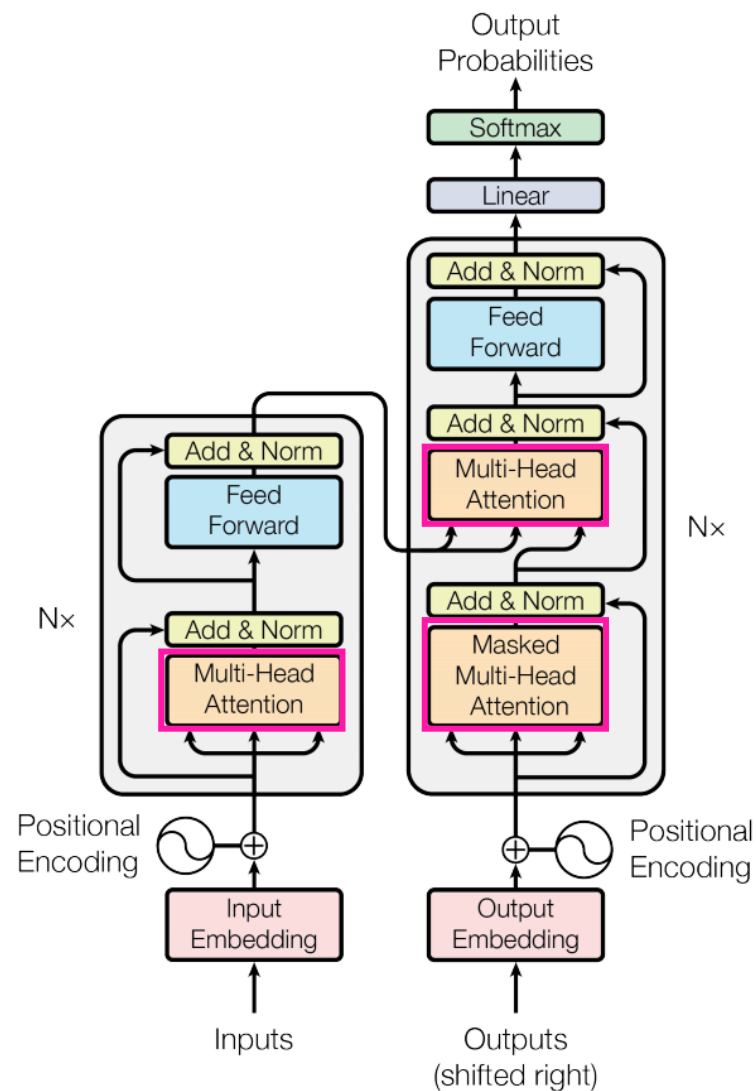 Output
Probabilities
Softmax
Linear
Add & Norm
Feed
Forward
Add & Norm
Multi-Head
Attention
Add & Norm
Masked
Multi-Head
Attention
Nx
Add & Norm
Feed
Forward
Add & Norm
Multi-Head
Attention
Nx
Positional
Encoding
Positional
Encoding
Input
Embedding
Output
Embedding
Inputs
Outputs
(shifted right)